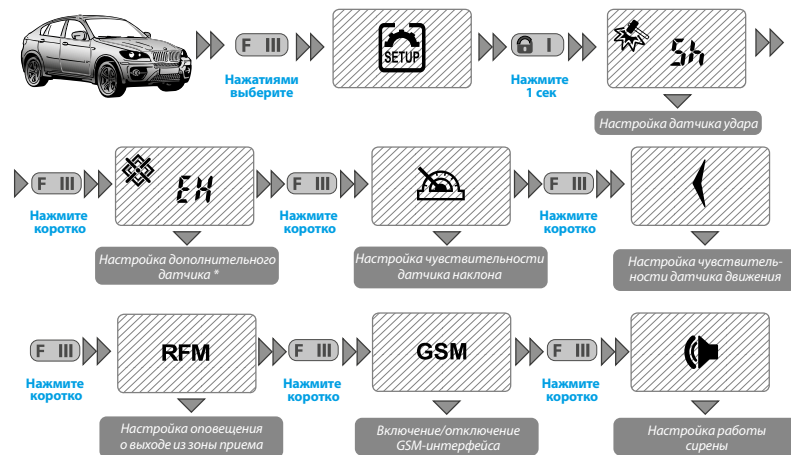 F III
SETUP
I
Sh
Нажатиями
выберите
Нажмите
1 сек
Настройка датчика удара
F III
EH
F III
F III
Нажмите
коротко
Нажмите
коротко
Нажмите
коротко
Настройка дополнительного
датчика *
Настройка чувствительности
датчика наклона
Настройка чувствитель-
ности датчика движения
F III
RFM
F III
GSM
F III
Нажмите
коротко
Нажмите
коротко
Нажмите
коротко
Настройка оповещения
о выходе из зоны приема
Включение/отключение
GSM-интерфейса
Настройка работы
сирены